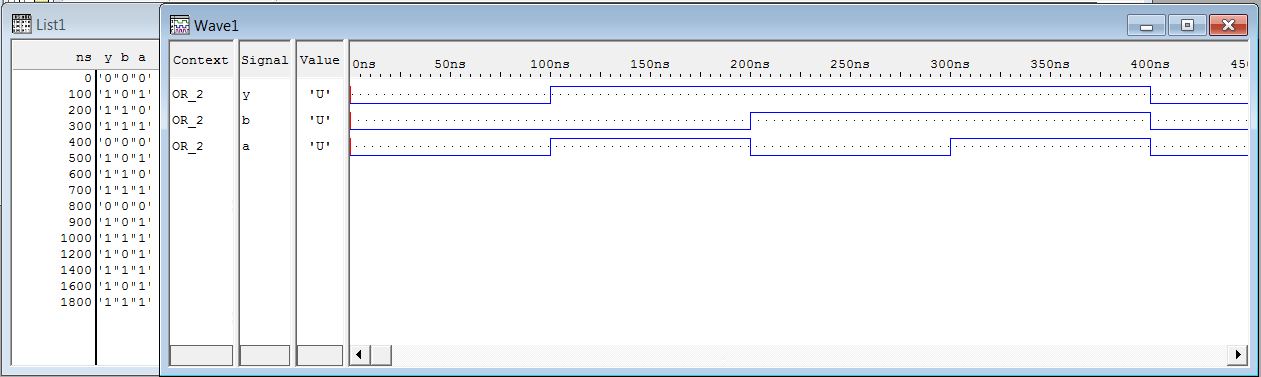 List1
ns y b a
0 '0"0"0'
100 '1"0"1'
200 '1"1"0'
300 '1"1"1'
400 '0"0"0'
500 '1"0"1'
600 '1"1"0'
700 '1"1"1'
800 '0"0"0'
900 '1"0"1'
1000 '1"1"1'
1200 '1"0"1'
1400 '1"1"1'
1600 '1"0"1'
1800 '1"1"1'
Wave1
Context Signal Value 0ns 50ns 100ns 150ns 200ns 250ns 300ns 350ns 400ns 450
OR_2 y 'U'
OR_2 b 'U'
OR_2 a 'U'